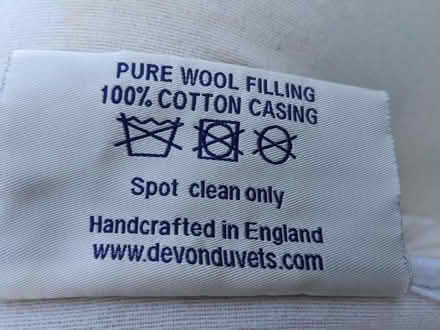 PURE WOOL FILLING
100% COTTON CASING
Spot clean only
Handcrafted in England
www.devonduvets.com